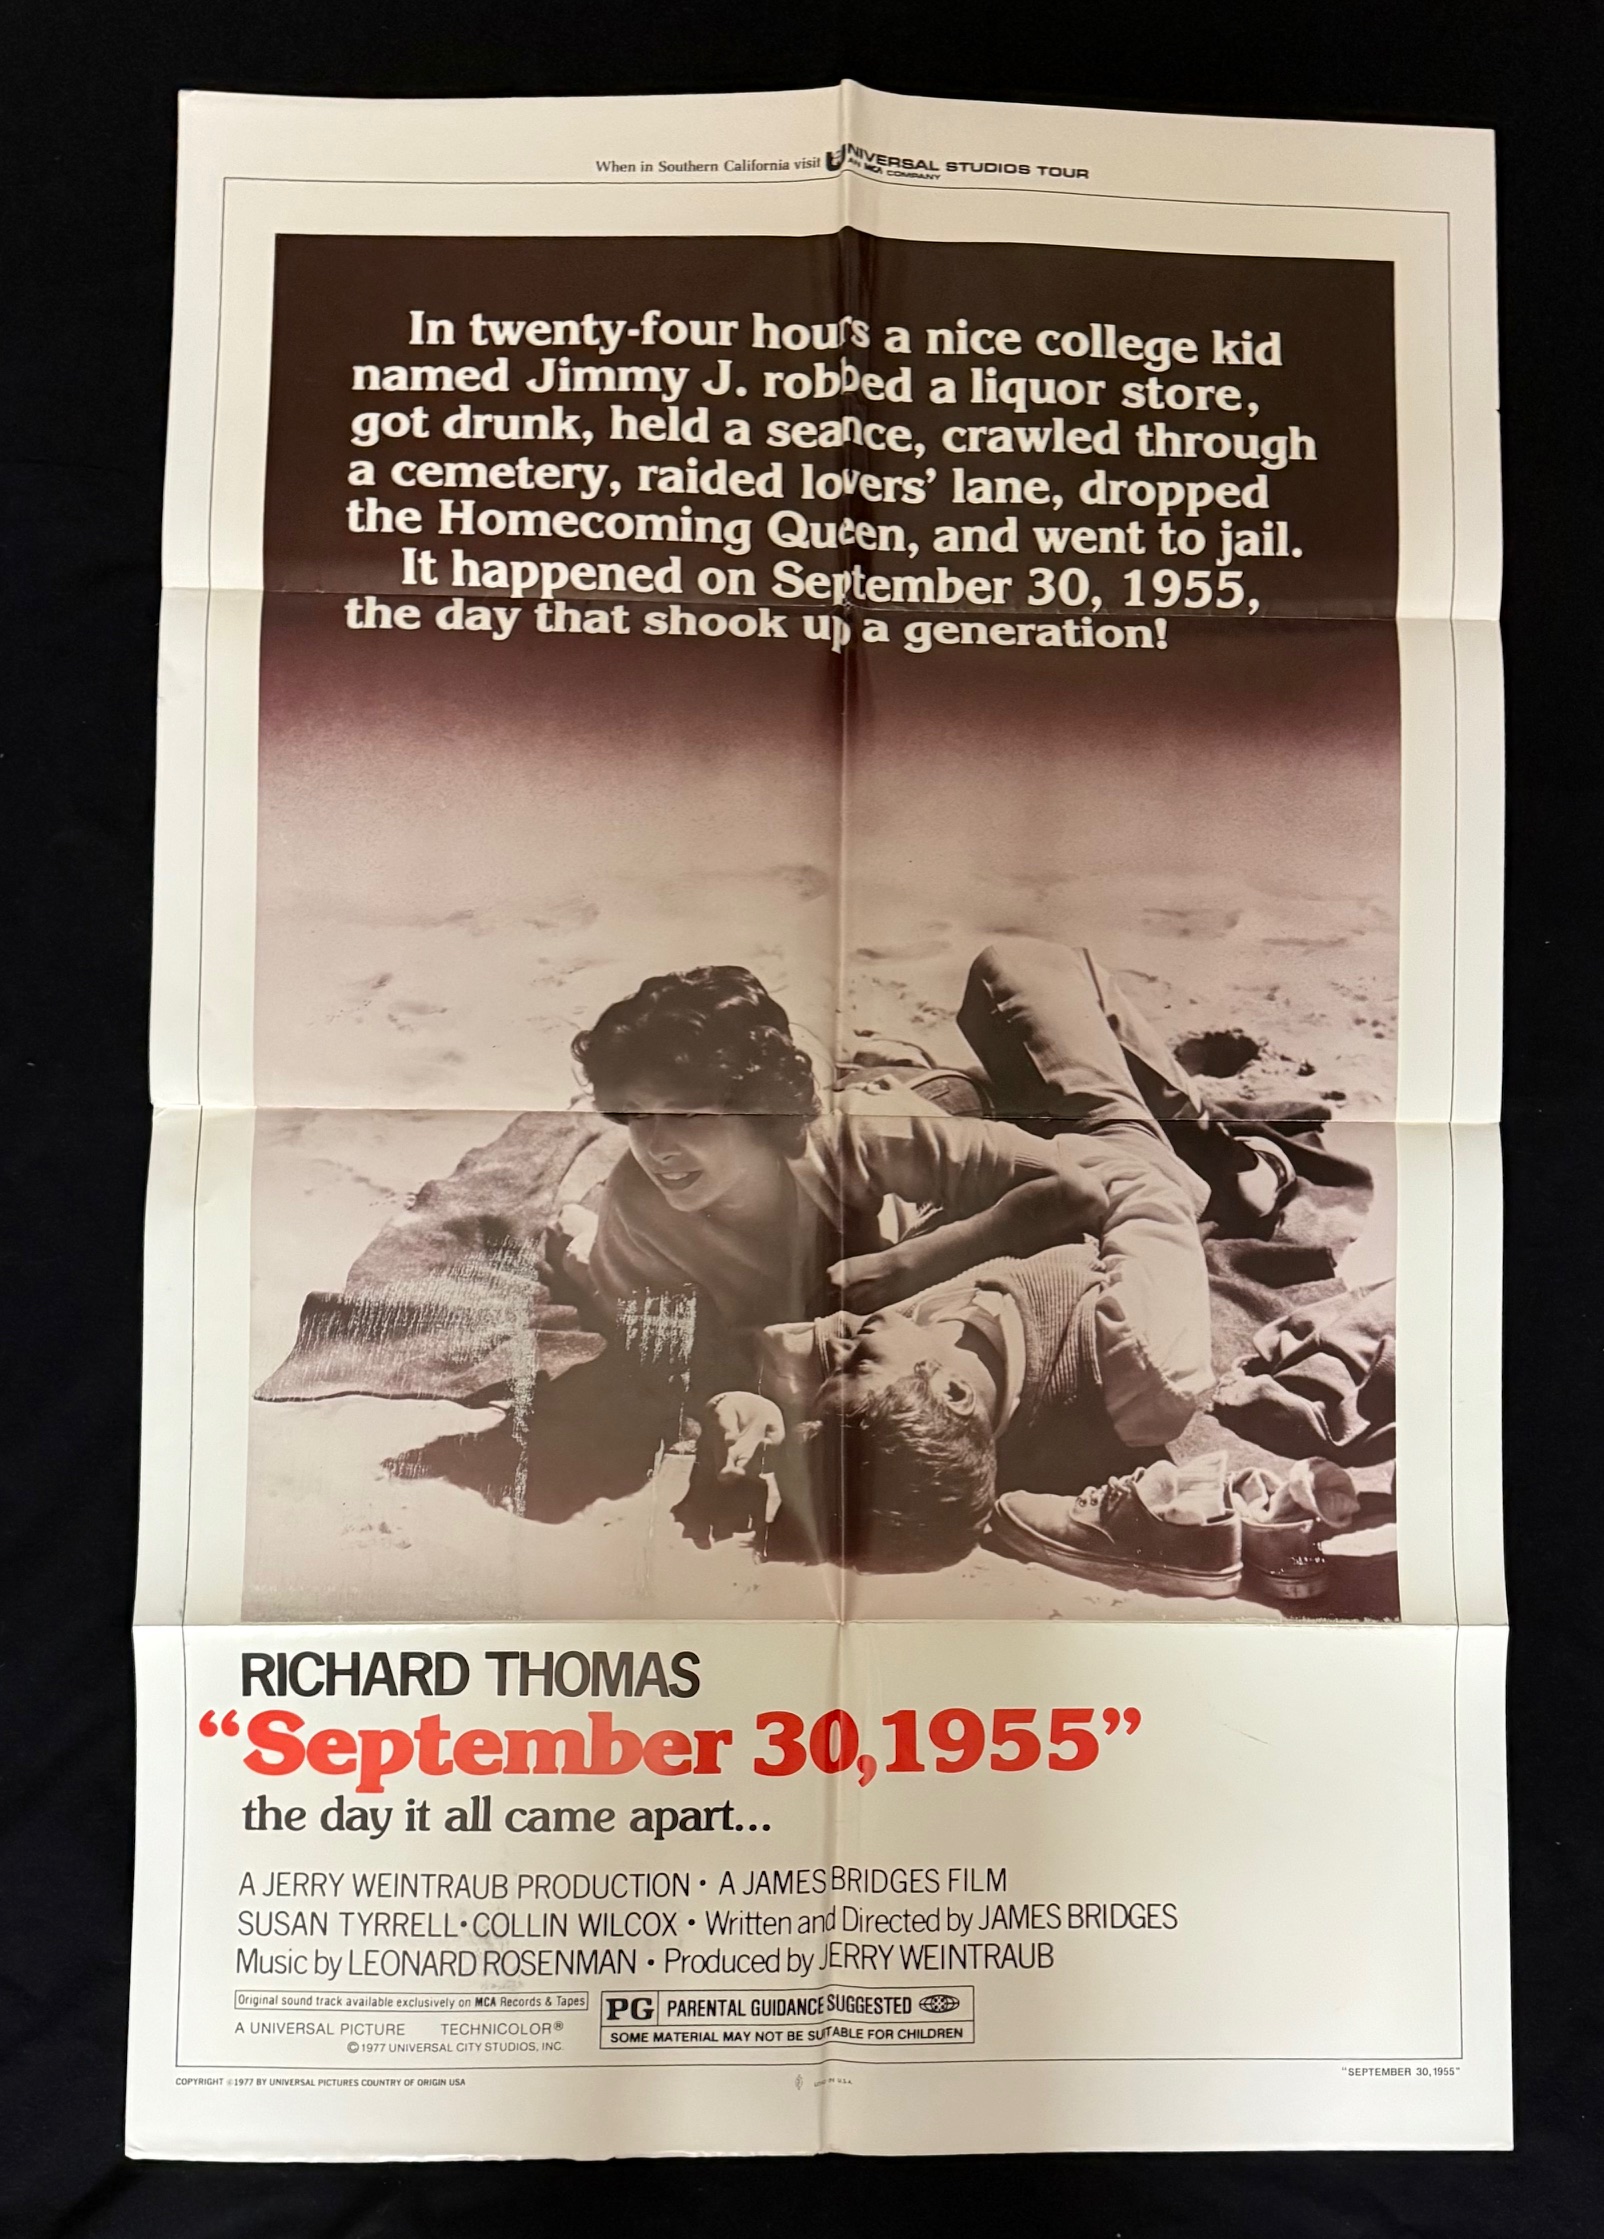 When in Southern California visit UNIVERSAL STUDIOS TOUR
AN MCA COMPANY
In twenty-four hours a nice college kid
named Jimmy J. robbed a liquor store,
got drunk, held a seance, crawled through
a cemetery, raided lovers’ lane, dropped
the Homecoming Queen, and went to jail.
It happened on September 30, 1955,
the day that shook up a generation!
RICHARD THOMAS
“September 30,1955”
the day it all came apart...
A JERRY WEINTRAUB PRODUCTION • A JAMES BRIDGES FILM
SUSAN TYRRELL • COLLIN WILCOX • Written and Directed by JAMES BRIDGES
Music by LEONARD ROSENMAN • Produced by JERRY WEINTRAUB
Original sound track available exclusively on MCA Records & Tapes
A UNIVERSAL PICTURE TECHNICOLOR®
©1977 UNIVERSAL CITY STUDIOS, INC.
PG PARENTAL GUIDANCE SUGGESTED
SOME MATERIAL MAY NOT BE SUITABLE FOR CHILDREN
COPYRIGHT ©1977 BY UNIVERSAL PICTURES COUNTRY OF ORIGIN USA
IN U.S.A.
"SEPTEMBER 30, 1955"